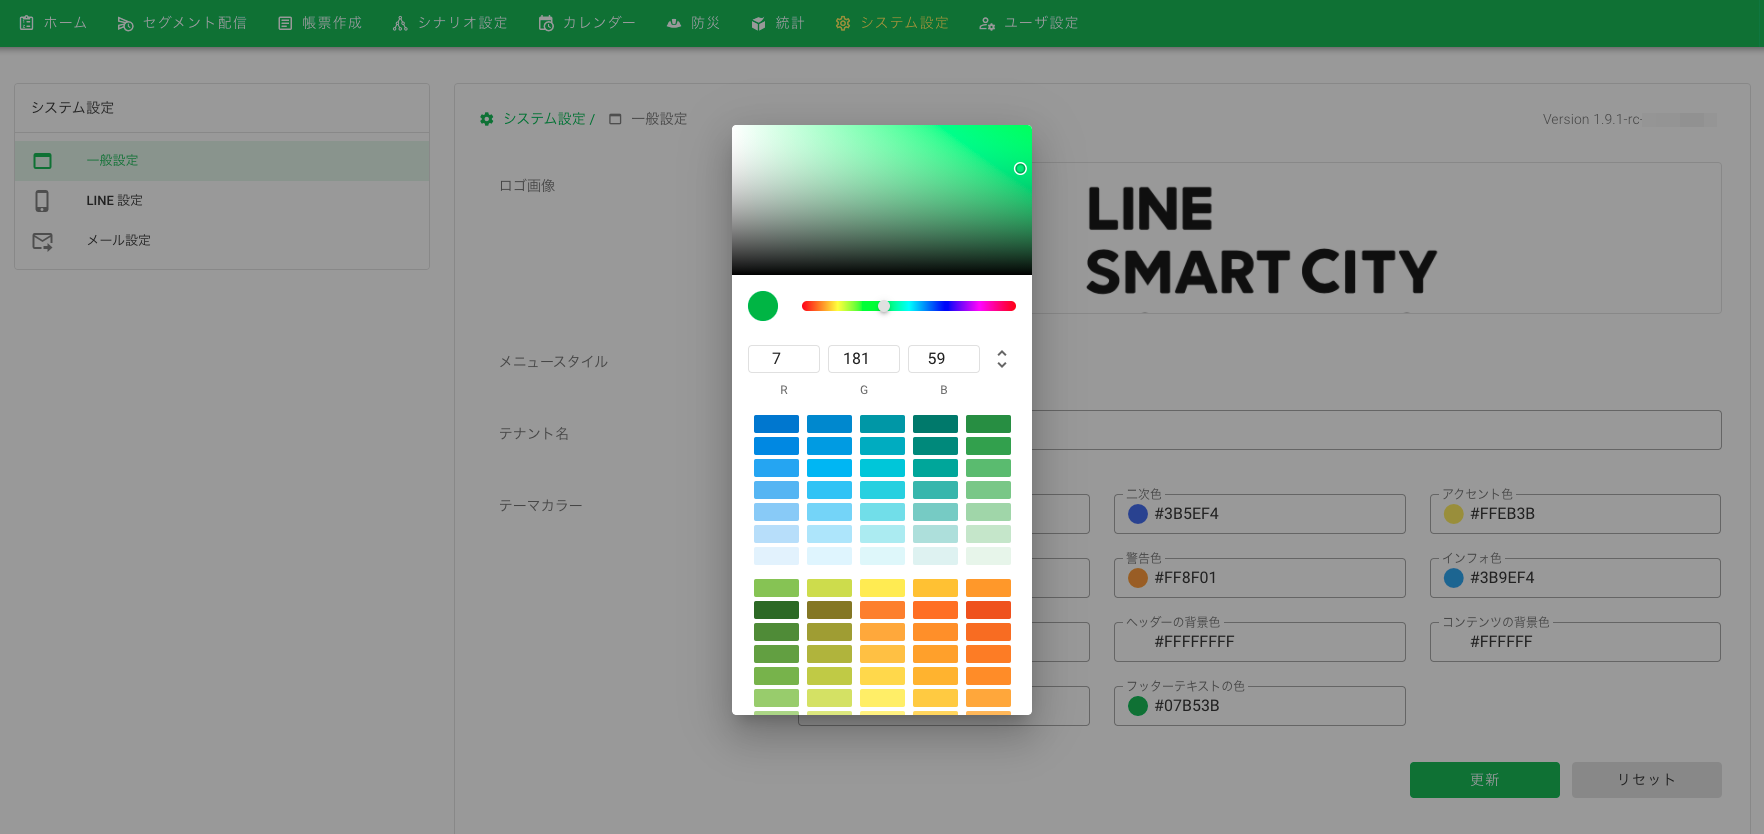 ホーム セグメント配信 帳票作成 シナリオ設定 カレンダー 防災 統計 システム設定 ユーザ設定
システム設定
一般設定
LINE 設定
メール設定
システム設定 / 一般設定
Version 1.9.1-rc-
ロゴ画像
LINE
SMART CITY
メニュースタイル
テナント名
テーマカラー
7 181 59
R G B
二次色
#3B5EF4
アクセント色
#FFEB3B
警告色
#FF8F01
インフォ色
#3B9EF4
ヘッダーの背景色
#FFFFFFFF
コンテンツの背景色
#FFFFFF
フッターテキストの色
#07B53B
更新 リセット